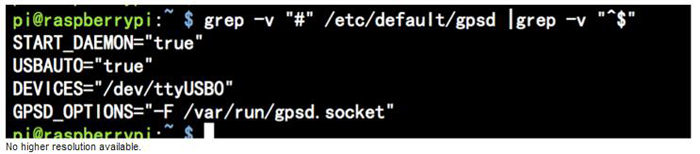 pi@raspberrypi:~ $ grep -v "#" /etc/default/gpsd |grep -v "^$"
START_DAEMON="true"
USBAUTO="true"
DEVICES="/dev/ttyUSB0"
GPSD_OPTIONS="-F /var/run/gpsd.socket"
pi@raspberrypi:~ $
No higher resolution available.